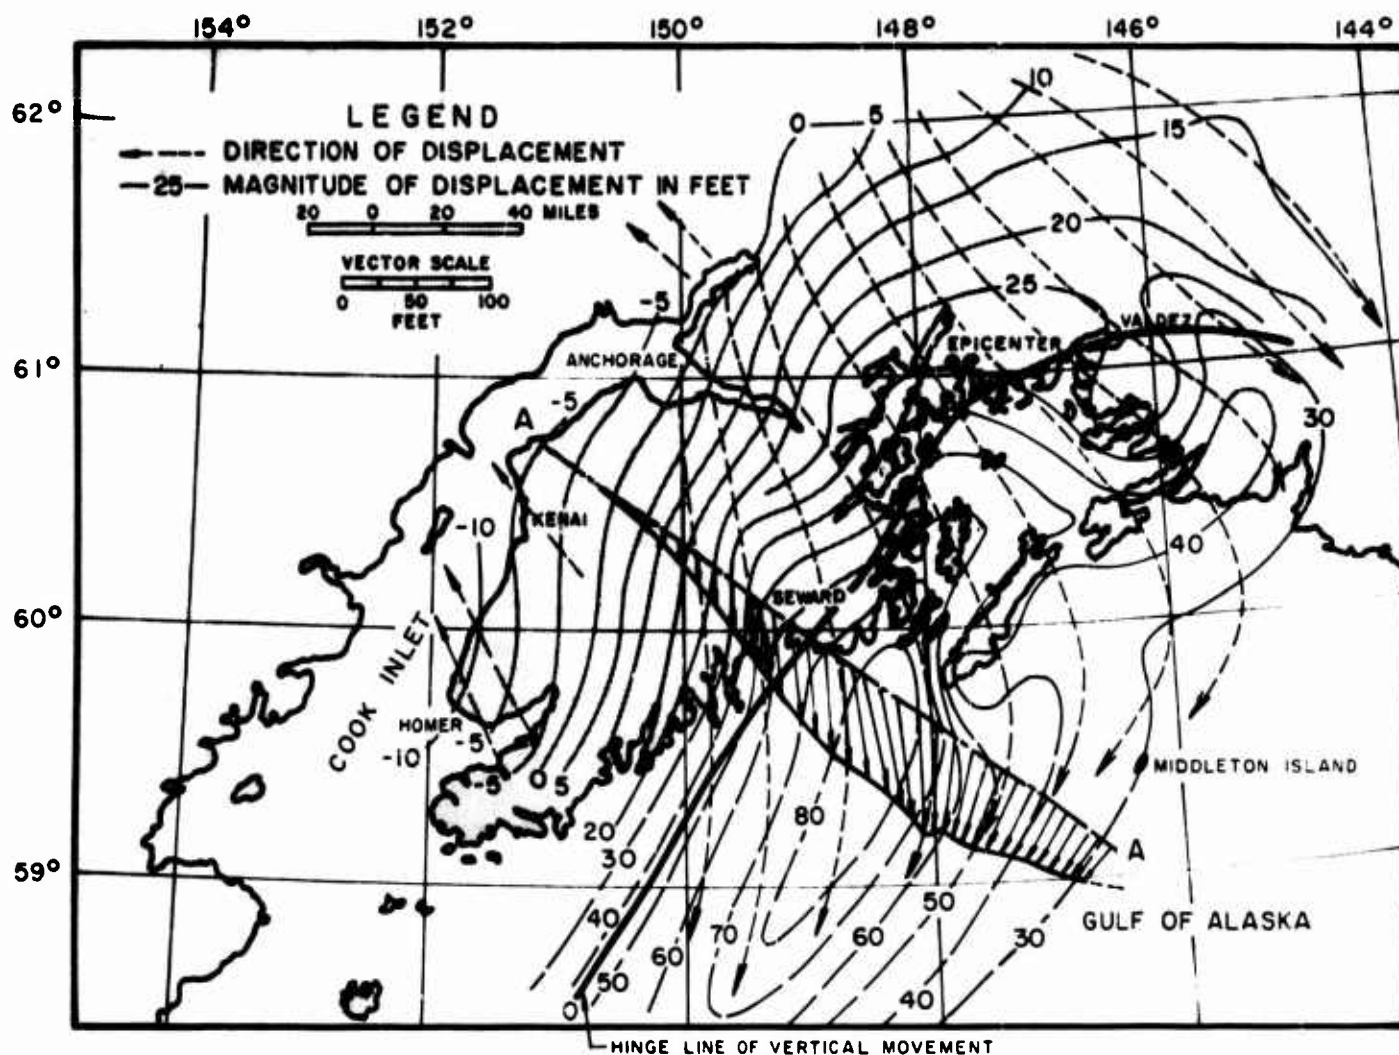 154° 152° 150° 148° 146° 144°
62°
LEGEND
DIRECTION OF DISPLACEMENT
25 MAGNITUDE OF DISPLACEMENT IN FEET
20 0 20 40 MILES
VECTOR SCALE
0 50 100
FEET
0 5 10 15
20
25
-5
EPICENTER VALDEZ
61°
ANCHORAGE
A -5
30
-10 KENAI
40
60°
SEWARD
COOK INLET
HOMER -5
-10
-5 0 5
MIDDLETON ISLAND
20 80
30
A
59°
40 50
60 70 60 30
GULF OF ALASKA
50
0 40
HINGE LINE OF VERTICAL MOVEMENT